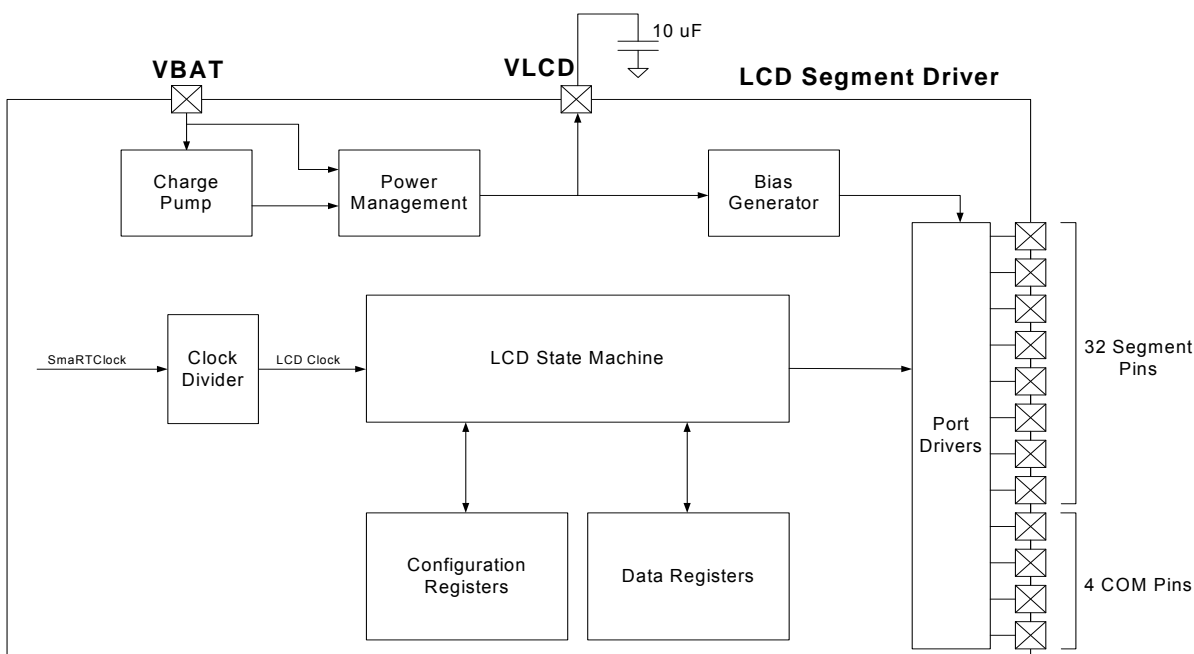 10 uF
VBAT
VLCD
LCD Segment Driver
Charge
Pump
Power
Management
Bias
Generator
SmaRTClock
Clock
Divider
LCD Clock
LCD State Machine
Port
Drivers
32 Segment
Pins
Configuration
Registers
Data Registers
4 COM Pins